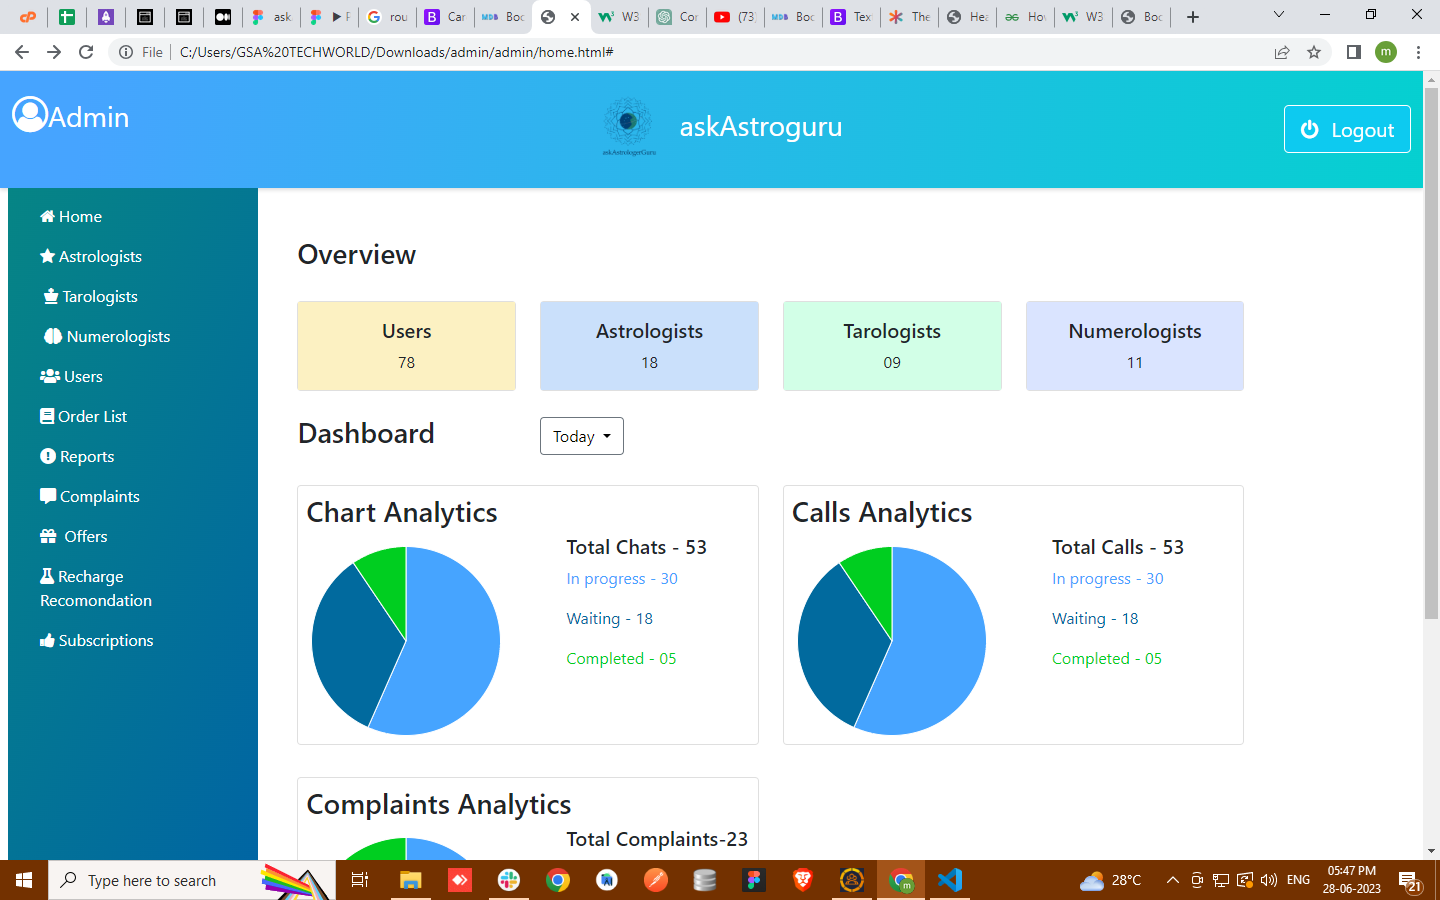 ask
F
rou
Car
Boo
W3
Cor
(73
Boo
Tex
The
Hea
Hov
W3
Boo
File
C:/Users/GSA%20TECHWORLD/Downloads/admin/admin/home.html#
m
Admin
askAstrologerGuru
askAstroguru
Logout
Home
Astrologists
Tarologists
Numerologists
Users
Order List
Reports
Complaints
Offers
Recharge
Recomondation
Subscriptions
Overview
Users
78
Astrologists
18
Tarologists
09
Numerologists
11
Dashboard
Today
Chart Analytics
Total Chats - 53
In progress - 30
Waiting - 18
Completed - 05
Calls Analytics
Total Calls - 53
In progress - 30
Waiting - 18
Completed - 05
Complaints Analytics
Total Complaints-23
Type here to search
28°C
ENG
05:47 PM
28-06-2023
21